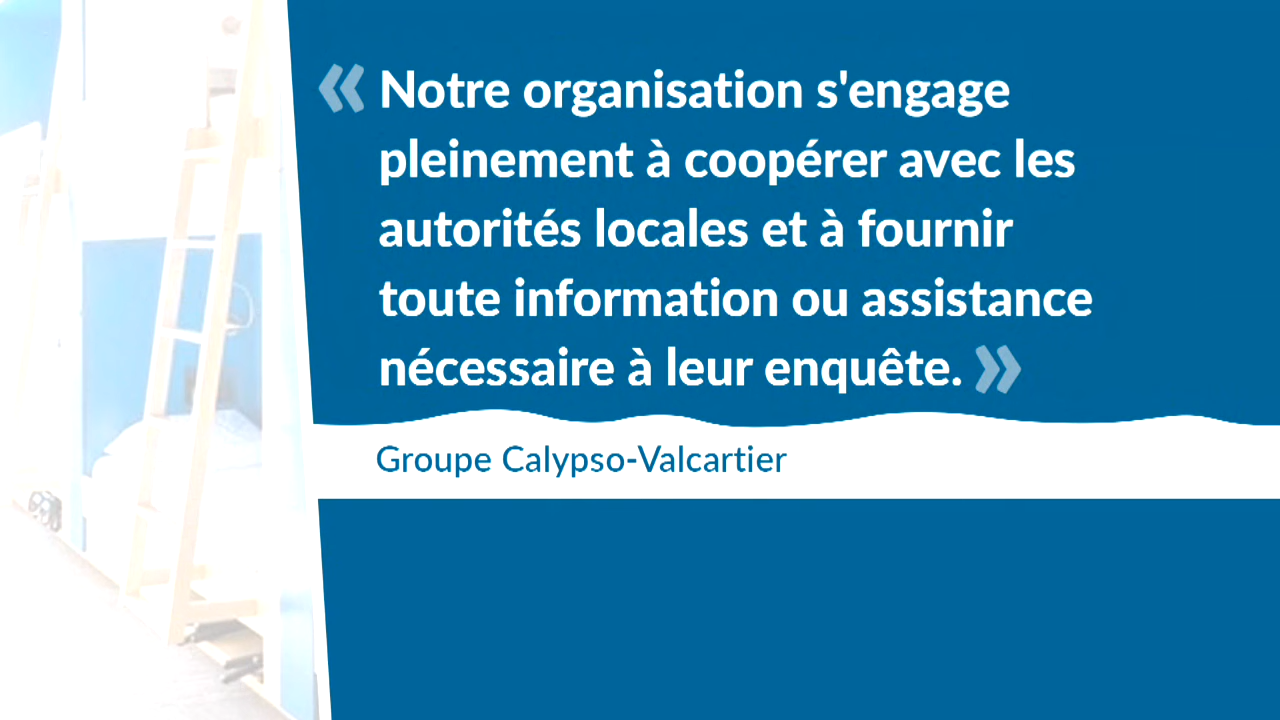 « Notre organisation s'engage
pleinement à coopérer avec les
autorités locales et à fournir
toute information ou assistance
nécessaire à leur enquête. »
Groupe Calypso-Valcartier